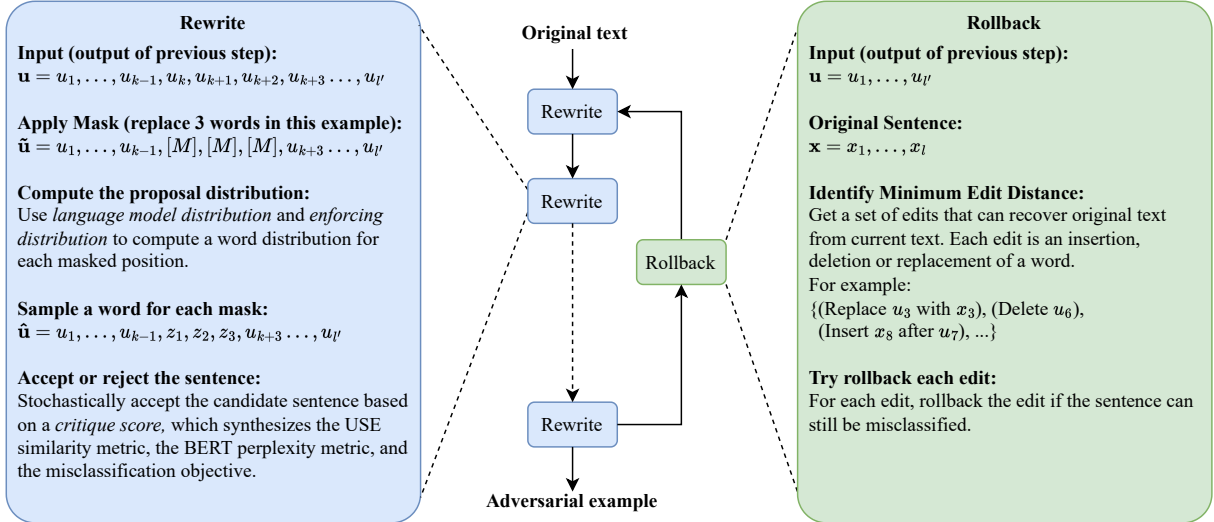 Rewrite
Input (output of previous step):
𝐮 = u₁, . . . , uₖ₋₁, uₖ, uₖ₊₁, uₖ₊₂, uₖ₊₃ . . . , u_{l′}
Apply Mask (replace 3 words in this example):
𝐮̃ = u₁, . . . , uₖ₋₁, [M], [M], [M], uₖ₊₃ . . . , u_{l′}
Compute the proposal distribution:
Use language model distribution and enforcing
distribution to compute a word distribution for
each masked position.
Sample a word for each mask:
𝐮̂ = u₁, . . . , uₖ₋₁, z₁, z₂, z₃, uₖ₊₃ . . . , u_{l′}
Accept or reject the sentence:
Stochastically accept the candidate sentence based
on a critique score, which synthesizes the USE
similarity metric, the BERT perplexity metric, and
the misclassification objective.
Original text
Rewrite
Rewrite
Rollback
Rewrite
Adversarial example
Rollback
Input (output of previous step):
𝐮 = u₁, . . . , u_{l′}
Original Sentence:
𝐱 = x₁, . . . , x_l
Identify Minimum Edit Distance:
Get a set of edits that can recover original text
from current text. Each edit is an insertion,
deletion or replacement of a word.
For example:
{(Replace u₃ with x₃), (Delete u₆),
(Insert x₈ after u₇), ...}
Try rollback each edit:
For each edit, rollback the edit if the sentence can
still be misclassified.